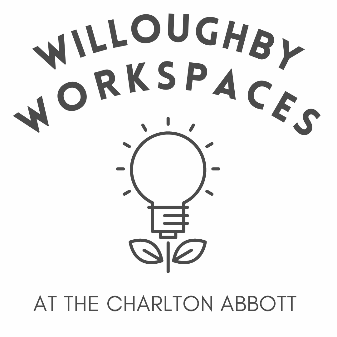 WILLOUGHBY
WORKSPACES
AT THE CHARLTON ABBOTT